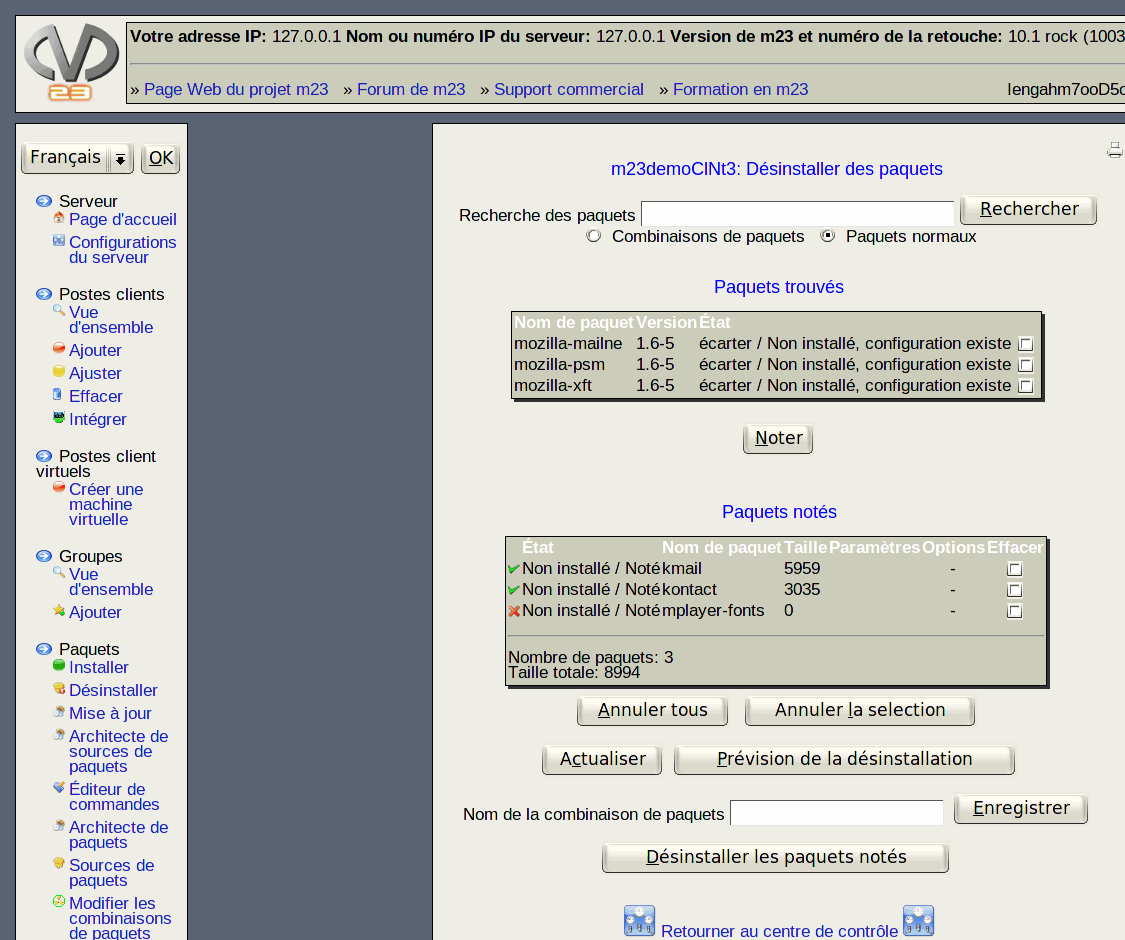 23
Votre adresse IP: 127.0.0.1 Nom ou numéro IP du serveur: 127.0.0.1 Version de m23 et numéro de la retouche: 10.1 rock (1003
» Page Web du projet m23 » Forum de m23 » Support commercial » Formation en m23
Français
OK
Serveur
Page d'accueil
Configurations
du serveur
Postes clients
Vue
d'ensemble
Ajouter
Ajuster
Effacer
Intégrer
Postes client
virtuels
Créer une
machine
virtuelle
Groupes
Vue
d'ensemble
Ajouter
Paquets
Installer
Désinstaller
Mise à jour
Architecte de
sources de
paquets
Éditeur de
commandes
Architecte de
paquets
Sources de
paquets
Modifier les
combinaisons
de paquets
m23demoClNt3: Désinstaller des paquets
Recherche des paquets Rechercher
Combinaisons de paquets Paquets normaux
Paquets trouvés
Nom de paquet Version État
mozilla-mailne 1.6-5 écarter / Non installé, configuration existe
mozilla-psm 1.6-5 écarter / Non installé, configuration existe
mozilla-xft 1.6-5 écarter / Non installé, configuration existe
Noter
Paquets notés
État Nom de paquet Taille Paramètres Options Effacer
Non installé / Noté kmail 5959 -
Non installé / Noté kontact 3035 -
Non installé / Noté mplayer-fonts 0 -
Nombre de paquets: 3
Taille totale: 8994
Annuler tous Annuler la selection
Actualiser Prévision de la désinstallation
Nom de la combinaison de paquets Enregistrer
Désinstaller les paquets notés
Retourner au centre de contrôle